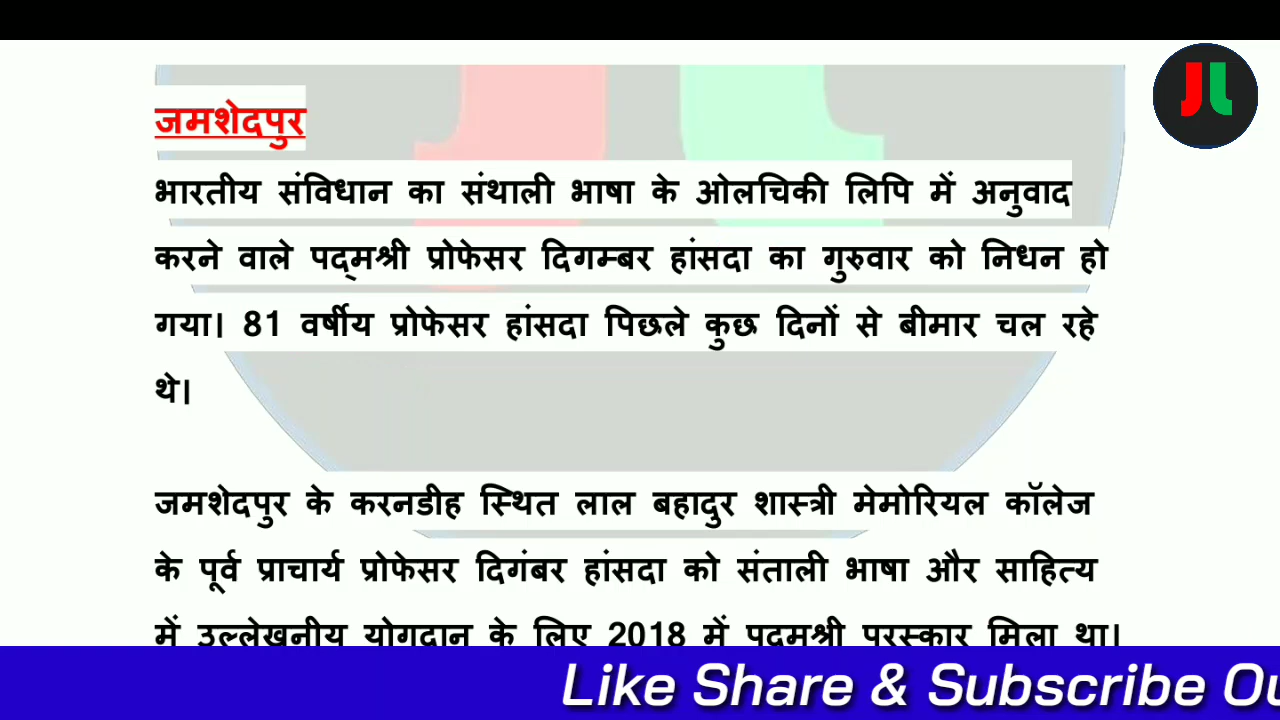 जमशेदपुर
भारतीय संविधान का संथाली भाषा के ओलचिकी लिपि में अनुवाद
करने वाले पद्मश्री प्रोफेसर दिगम्बर हांसदा का गुरुवार को निधन हो
गया। 81 वर्षीय प्रोफेसर हांसदा पिछले कुछ दिनों से बीमार चल रहे
थे।
जमशेदपुर के करनडीह स्थित लाल बहादुर शास्त्री मेमोरियल कॉलेज
के पूर्व प्राचार्य प्रोफेसर दिगंबर हांसदा को संताली भाषा और साहित्य
में उल्लेखनीय योगदान के लिए 2018 में पद्मश्री पुरस्कार मिला था।
Like Share & Subscribe Ou